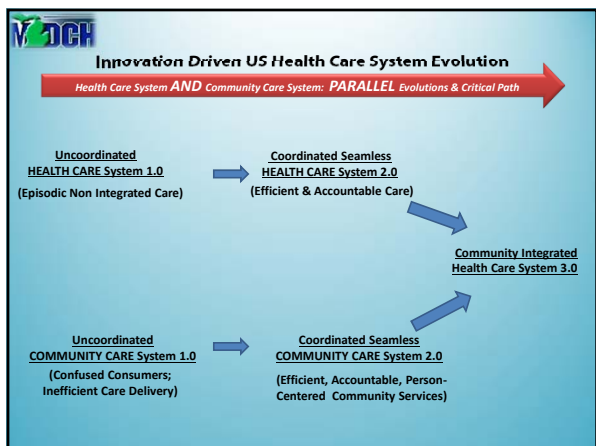 MDCH
Innovation Driven US Health Care System Evolution
Health Care System AND Community Care System: PARALLEL Evolutions & Critical Path
Uncoordinated
HEALTH CARE System 1.0
(Episodic Non Integrated Care)
Coordinated Seamless
HEALTH CARE System 2.0
(Efficient & Accountable Care)
Community Integrated
Health Care System 3.0
Uncoordinated
COMMUNITY CARE System 1.0
(Confused Consumers;
Inefficient Care Delivery)
Coordinated Seamless
COMMUNITY CARE System 2.0
(Efficient, Accountable, Person-
Centered Community Services)